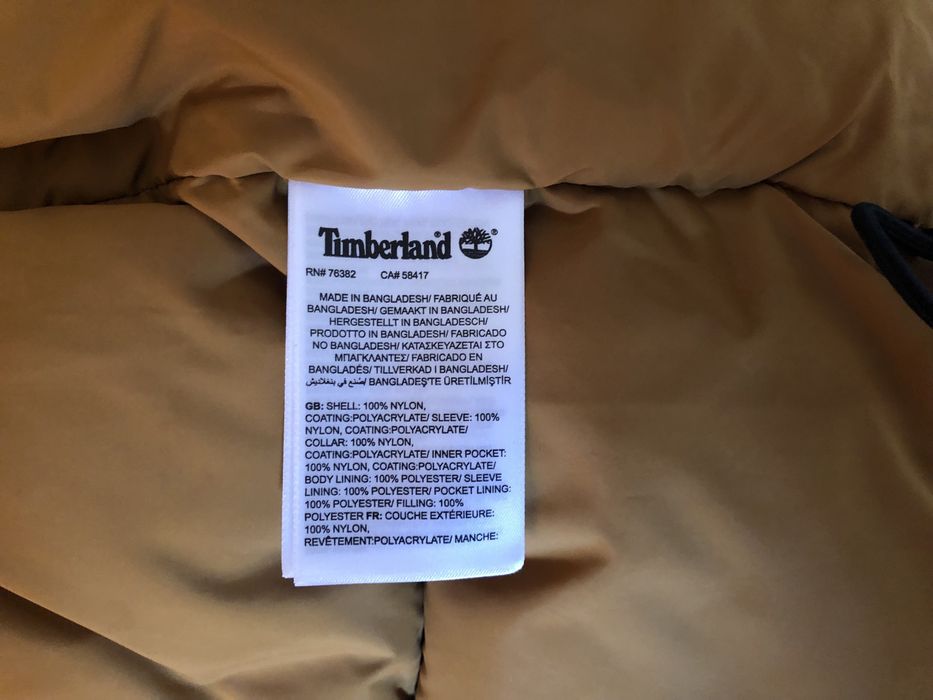 Timberland®
®
RN# 76382 CA# 58417
MADE IN BANGLADESH/ FABRIQUÉ AU
BANGLADESH/ GEMAAKT IN BANGLADESH/
HERGESTELLT IN BANGLADESCH/
PRODOTTO IN BANGLADESH/ FABRICADO
NO BANGLADESH/ ΚΑΤΑΣΚΕΥΑΖΕΤΑΙ ΣΤΟ
ΜΠΑΓΚΛΑΝΤΕΣ/ FABRICADO EN
BANGLADÉS/ TILLVERKAD I BANGLADESH/
صُنع في بنغلاديش/ BANGLADEŞ'TE ÜRETİLMİŞTİR
GB: SHELL: 100% NYLON,
COATING:POLYACRYLATE/ SLEEVE: 100%
NYLON, COATING:POLYACRYLATE/
COLLAR: 100% NYLON,
COATING:POLYACRYLATE/ INNER POCKET:
100% NYLON, COATING:POLYACRYLATE/
BODY LINING: 100% POLYESTER/ SLEEVE
LINING: 100% POLYESTER/ POCKET LINING:
100% POLYESTER/ FILLING: 100%
POLYESTER FR: COUCHE EXTÉRIEURE:
100% NYLON,
REVÊTEMENT:POLYACRYLATE/ MANCHE: